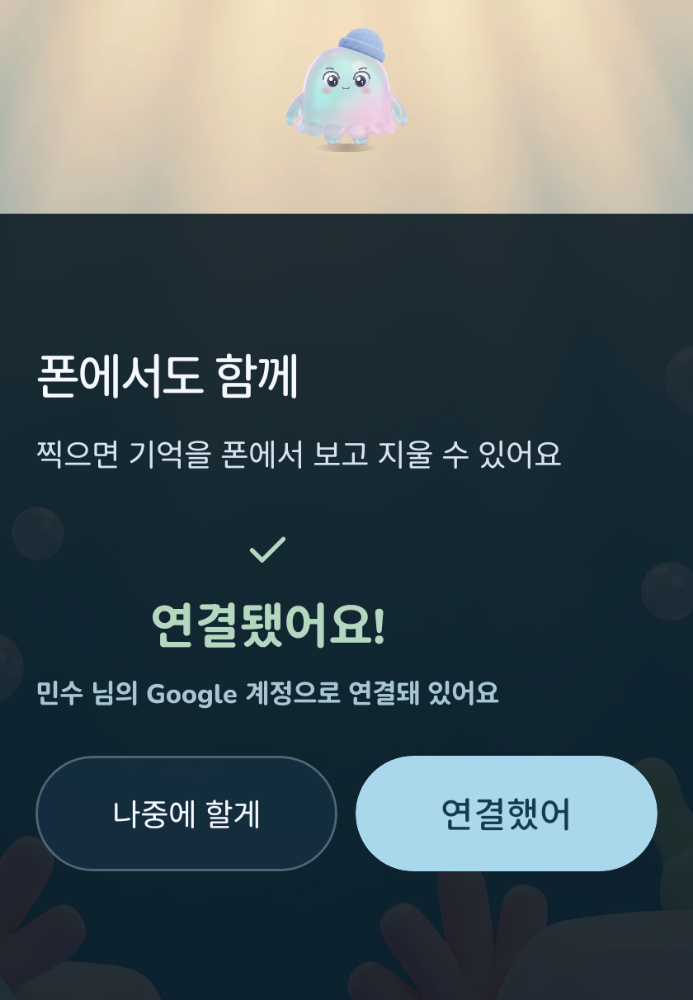 폰에서도 함께
찍으면 기억을 폰에서 보고 지울 수 있어요
연결됐어요!
민수 님의 Google 계정으로 연결돼 있어요
나중에 할게
연결했어